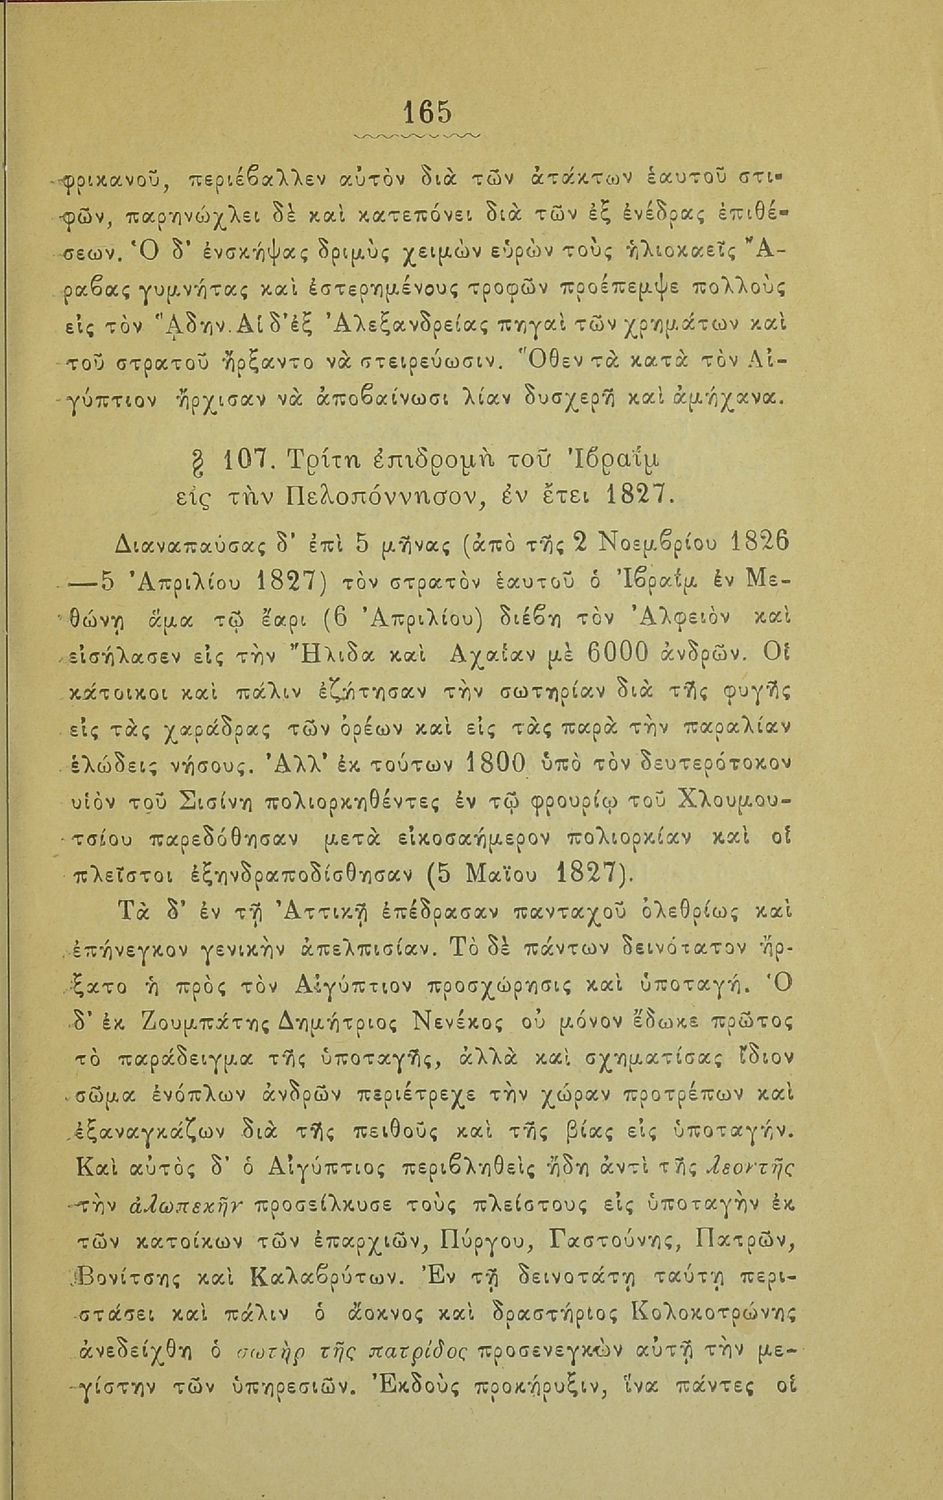 165
φρικανοῦ, περιέβαλλεν αὐτὸν διὰ τῶν ἀτάκτων ἑαυτοῦ στι-
φῶν, παρηνώχλει δὲ καὶ κατεπόνει διὰ τῶν ἐξ ἐνέδρας ἐπιθέ-
σεων. Ὁ δ' ἐνσκήψας δριμὺς χειμὼν εὑρὼν τοὺς ἡλιοκαεῖς Ἄ-
ραβας γυμνήτας καὶ ἐστερημένους τροφῶν προέπεμψε πολλοὺς
εἰς τὸν Ἅδην. Αἱ δ' ἐξ Ἀλεξανδρείας πηγαὶ τῶν χρημάτων καὶ
τοῦ στρατοῦ ἤρξαντο νὰ στειρεύωσιν. Ὅθεν τὰ κατὰ τὸν Αἰ-
γύπτιον ἤρχισαν νὰ ἀποβαίνωσι λίαν δυσχερῆ καὶ ἀμήχανα.
§ 107. Τρίτη ἐπιδρομὴ τοῦ Ἰβραΐμ
εἰς τὴν Πελοπόννησον, ἐν ἔτει 1827.
Διαναπαύσας δ' ἐπὶ 5 μῆνας (ἀπὸ τῆς 2 Νοεμβρίου 1826
—5 Ἀπριλίου 1827) τὸν στρατὸν ἑαυτοῦ ὁ Ἰβραΐμ ἐν Με-
θώνῃ ἅμα τῷ ἔαρι (6 Ἀπριλίου) διέβη τὸν Ἀλφειὸν καὶ
εἰσήλασεν εἰς τὴν Ἤλιδα καὶ Ἀχαΐαν μὲ 6000 ἀνδρῶν. Οἱ
κάτοικοι καὶ πάλιν ἐζήτησαν τὴν σωτηρίαν διὰ τῆς φυγῆς
εἰς τὰς χαράδρας τῶν ὀρέων καὶ εἰς τὰς παρὰ τὴν παραλίαν
ἑλώδεις νήσους. Ἀλλ' ἐκ τούτων 1800 ὑπὸ τὸν δευτερότοκον
υἱὸν τοῦ Σισίνη πολιορκηθέντες ἐν τῷ φρουρίῳ τοῦ Χλουμου-
τσίου παρεδόθησαν μετὰ εἰκοσαήμερον πολιορκίαν καὶ οἱ
πλεῖστοι ἐξηνδραποδίσθησαν (5 Μαΐου 1827).
Τὰ δ' ἐν τῇ Ἀττικῇ ἐπέδρασαν πανταχοῦ ὀλεθρίως καὶ
ἐπήνεγκον γενικὴν ἀπελπισίαν. Τὸ δὲ πάντων δεινότατον ἤρ-
ξατο ἡ πρὸς τὸν Αἰγύπτιον προσχώρησις καὶ ὑποταγή. Ὁ
δ' ἐκ Ζουμπάτης Δημήτριος Νενέκος οὐ μόνον ἔδωκε πρῶτος
τὸ παράδειγμα τῆς ὑποταγῆς, ἀλλὰ καὶ σχηματίσας ἴδιον
σῶμα ἐνόπλων ἀνδρῶν περιέτρεχε τὴν χώραν προτρέπων καὶ
ἐξαναγκάζων διὰ τῆς πειθοῦς καὶ τῆς βίας εἰς ὑποταγήν.
Καὶ αὐτὸς δ' ὁ Αἰγύπτιος περιβληθεὶς ἤδη ἀντὶ τῆς λεοντῆς
τὴν ἀλωπεκῆν προσείλκυσε τοὺς πλείστους εἰς ὑποταγὴν ἐκ
τῶν κατοίκων τῶν ἐπαρχιῶν, Πύργου, Γαστούνης, Πατρῶν,
Βονίτσης καὶ Καλαβρύτων. Ἐν τῇ δεινοτάτῃ ταύτῃ περι-
στάσει καὶ πάλιν ὁ ἄοκνος καὶ δραστήριος Κολοκοτρώνης
ἀνεδείχθη ὁ σωτὴρ τῆς πατρίδος προσενεγκὼν αὐτῇ τὴν με-
γίστην τῶν ὑπηρεσιῶν. Ἐκδοὺς προκήρυξιν, ἵνα πάντες οἱ